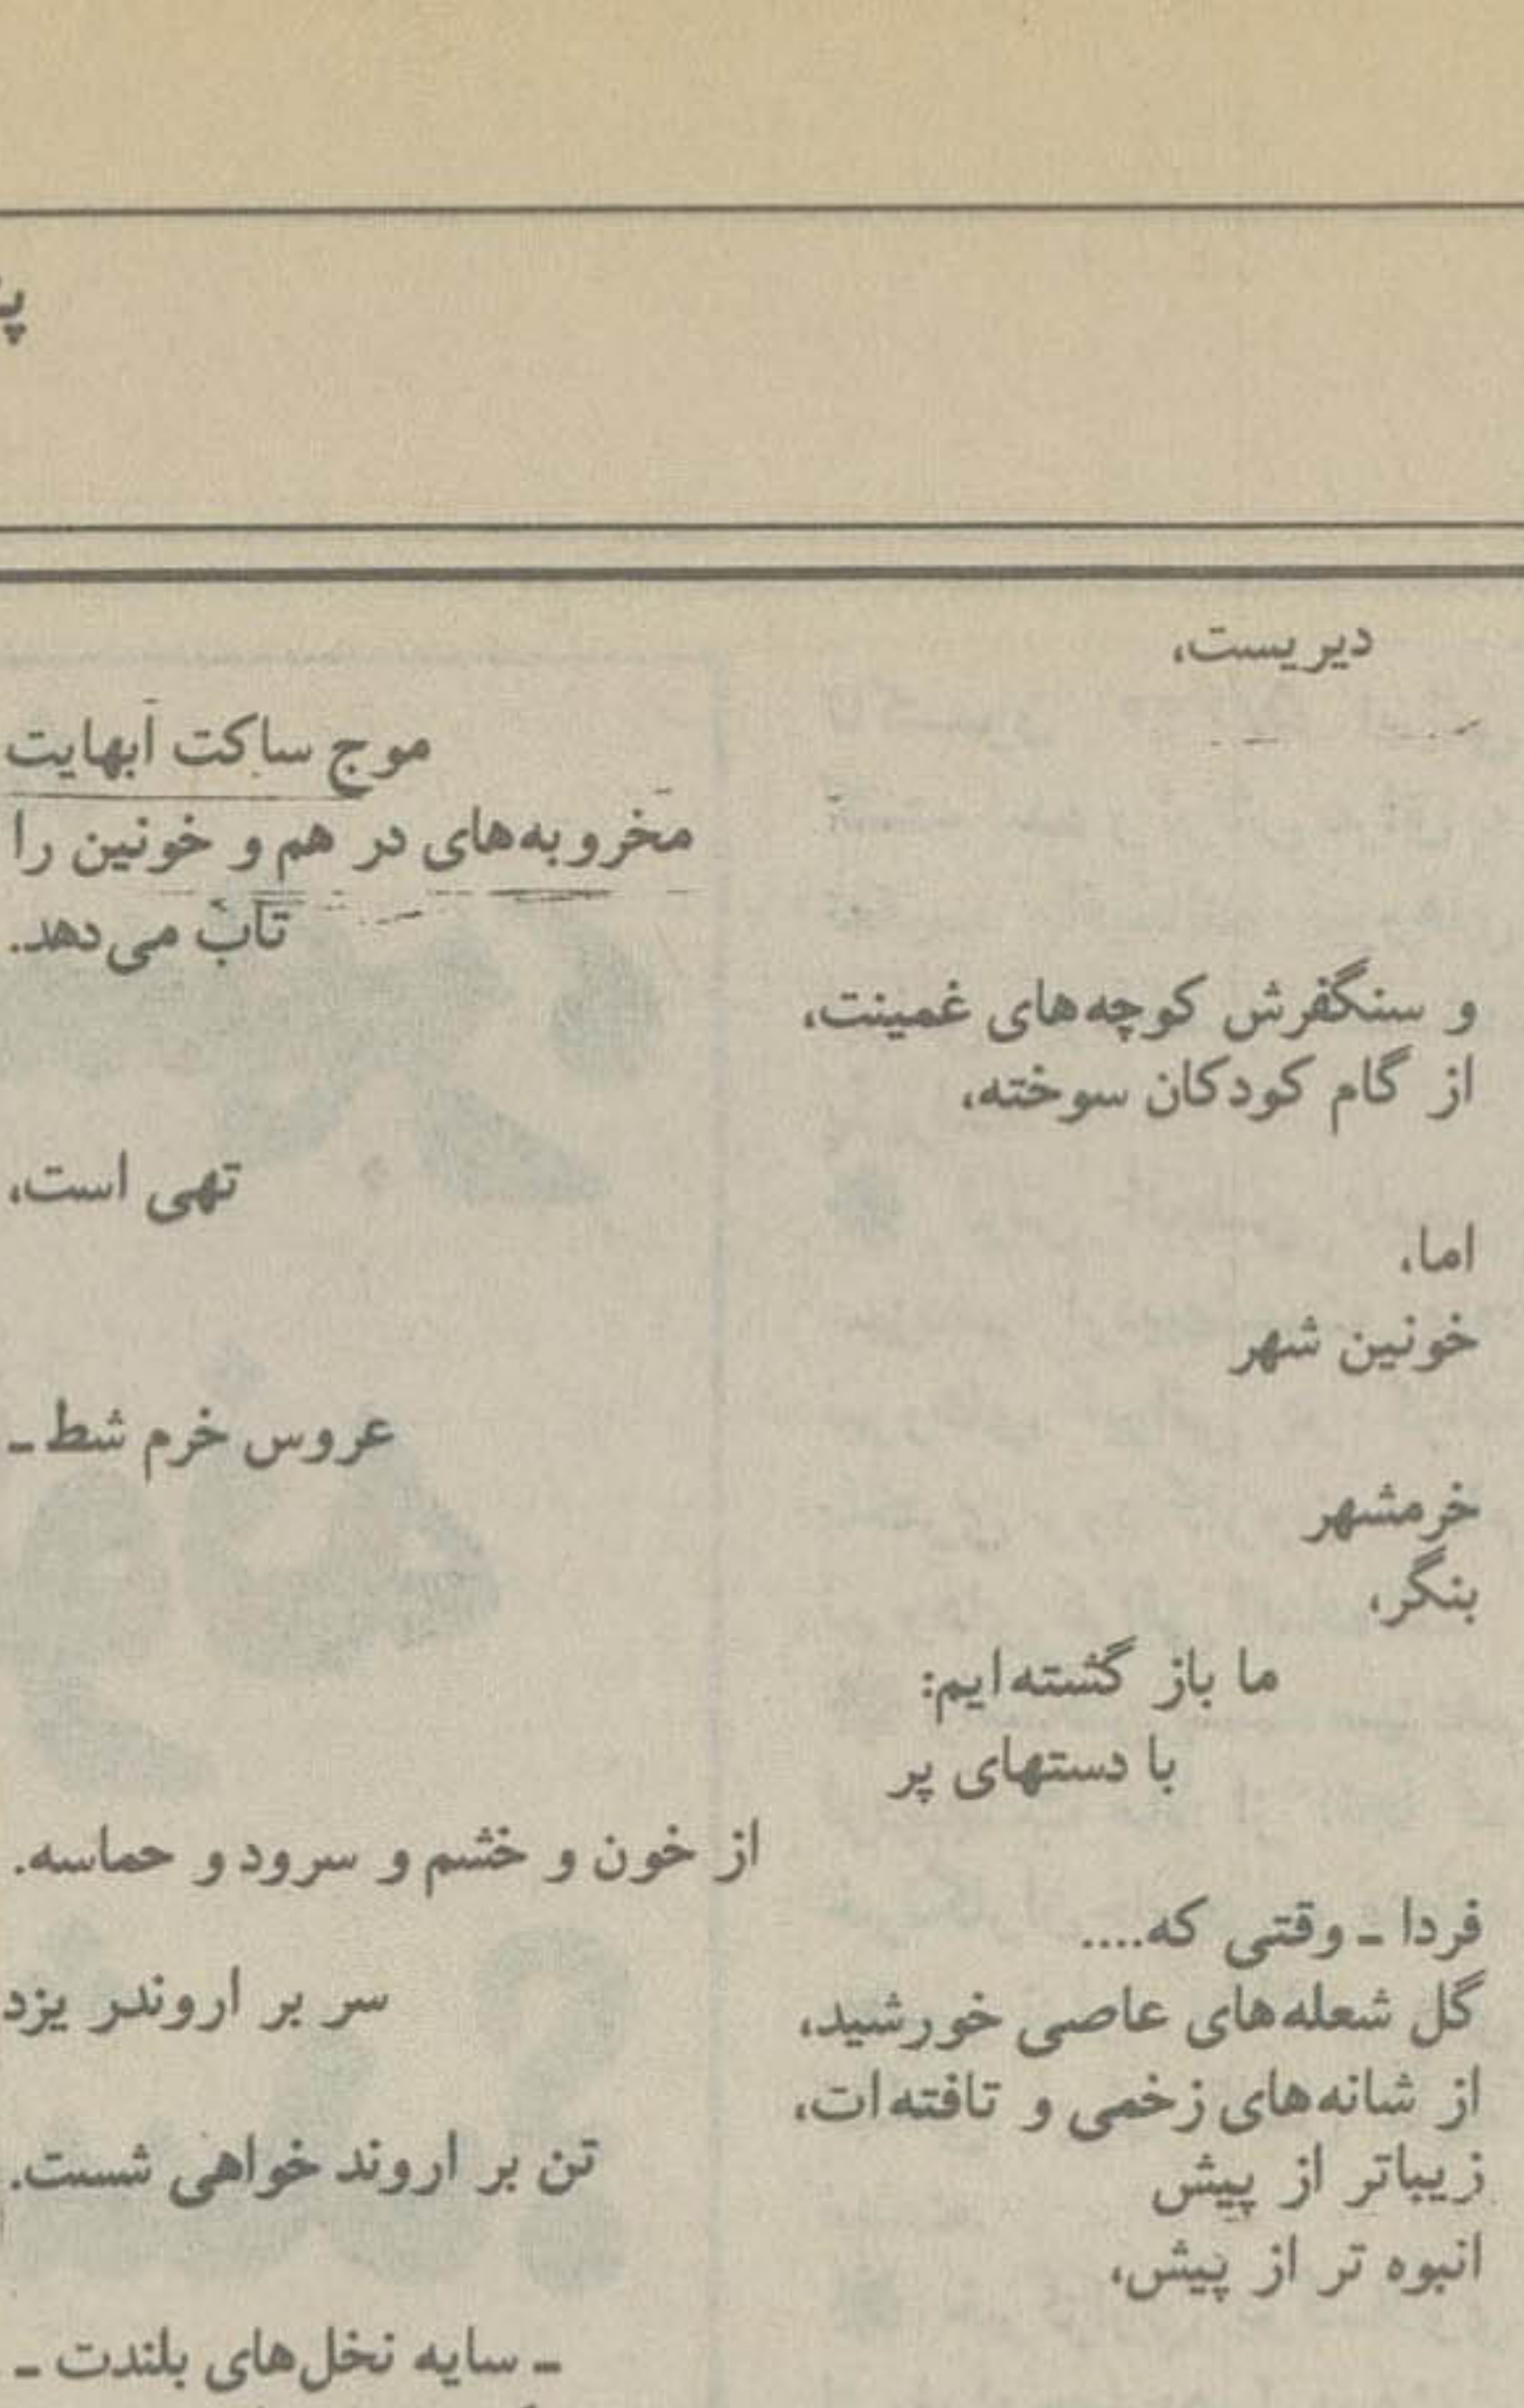 دیریست،
موج ساکت آبهایت
مخروبه‌های در هم و خونین را
تاب می‌دهد.
و سنگفرش کوچه‌های غمینت،
از گام کودکان سوخته،
تهی است،
اما،
خونین شهر
عروس خرم شط ـ
خرمشهر
بنگر،
ما باز گشته‌ایم:
با دستهای پر
از خون و خشم و سرود و حماسه.
فردا ـ وقتی که....
گل شعله‌های عاصی خورشید،
سر بر اروندر یزد
از شانه‌های زخمی و تافته‌ات،
زیباتر از پیش
تن بر اروند خواهی شست.
انبوه تر از پیش،
ـ سایه نخل‌های بلندت ـ